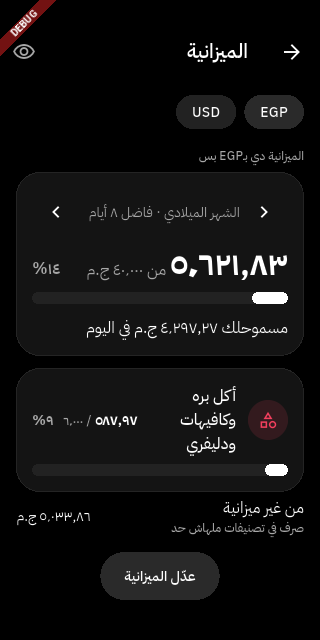 DEBUG
الميزانية
EGP
USD
الميزانية دي بـEGP بس
الشهر الميلادي · فاضل ٨ أيام
٥,٦٢١,٨٣ من ٤٠,٠٠٠ ج.م
%١٤
مسموحلك ٤,٢٩٧,٢٧ ج.م في اليوم
أكل بره
وكافيهات
ودليفري
٥٨٧,٩٧ / ٦,٠٠٠
%٩
من غير ميزانية
صرف في تصنيفات ملهاش حد
٥,٠٣٣,٨٦ ج.م
عدّل الميزانية